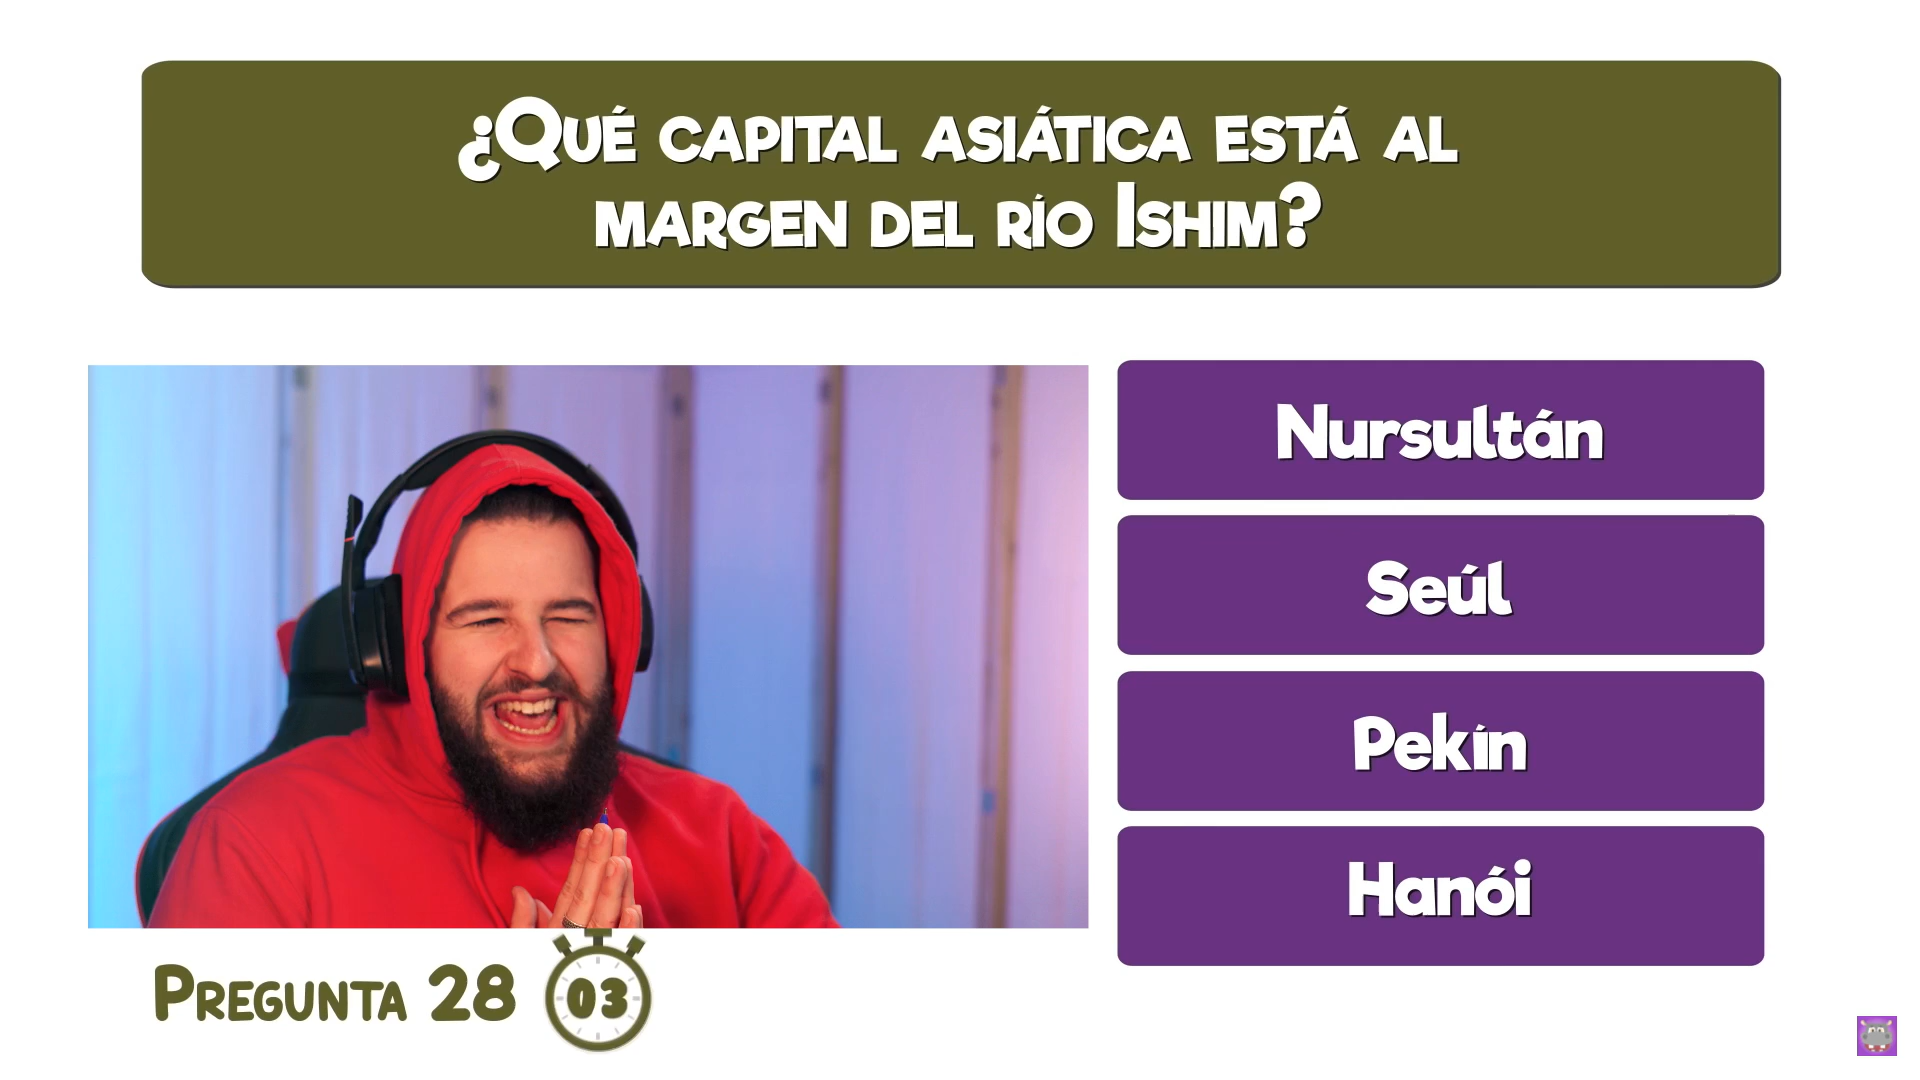 ¿Qué capital asiática está al
margen del río Ishim?
Nursultán
Seúl
Pekín
Hanói
Pregunta 28
03